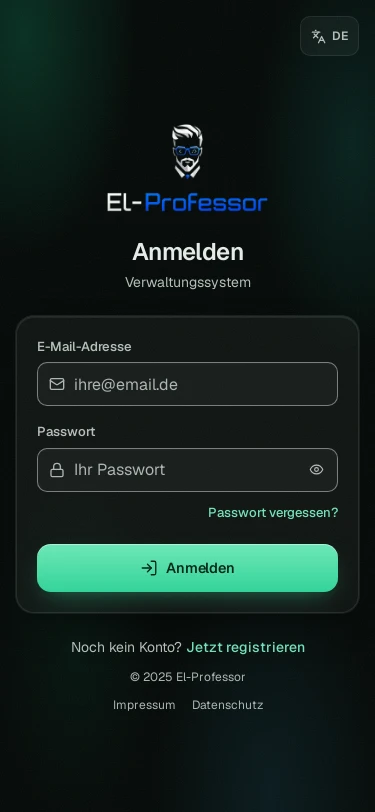 DE
El-Professor
Anmelden
Verwaltungssystem
E-Mail-Adresse
ihre@email.de
Passwort
Ihr Passwort
Passwort vergessen?
Anmelden
Noch kein Konto? Jetzt registrieren
© 2025 El-Professor
Impressum Datenschutz